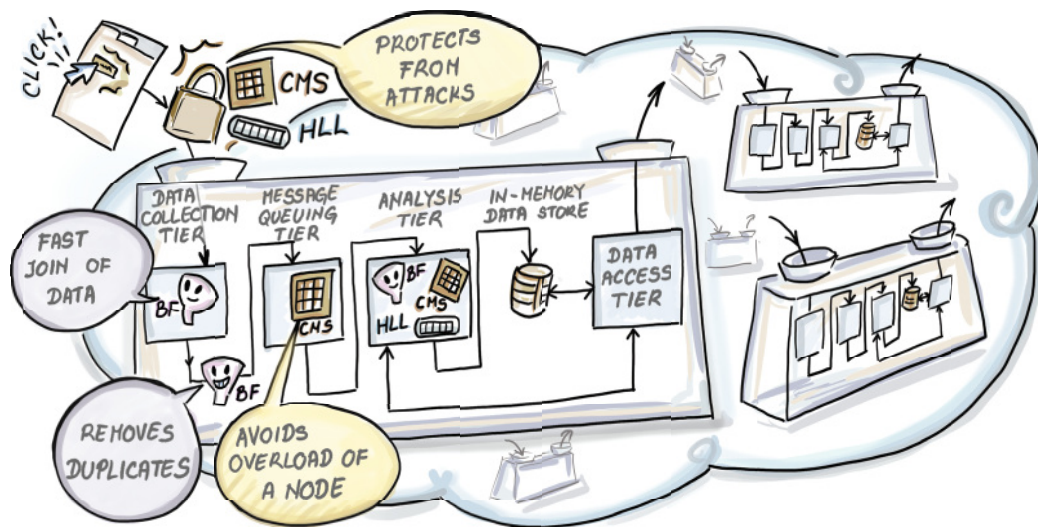 CLICK!
CMS
HLL
PROTECTS
FROM
ATTACKS
DATA
COLLECTION
TIER
MESSAGE
QUEUING
TIER
ANALYSIS
TIER
IN-MEMORY
DATA STORE
FAST
JOIN OF
DATA
BF
CMS
BF
CMS
HLL
DATA
ACCESS
TIER
BF
REMOVES
DUPLICATES
AVOIDS
OVERLOAD OF
A NODE